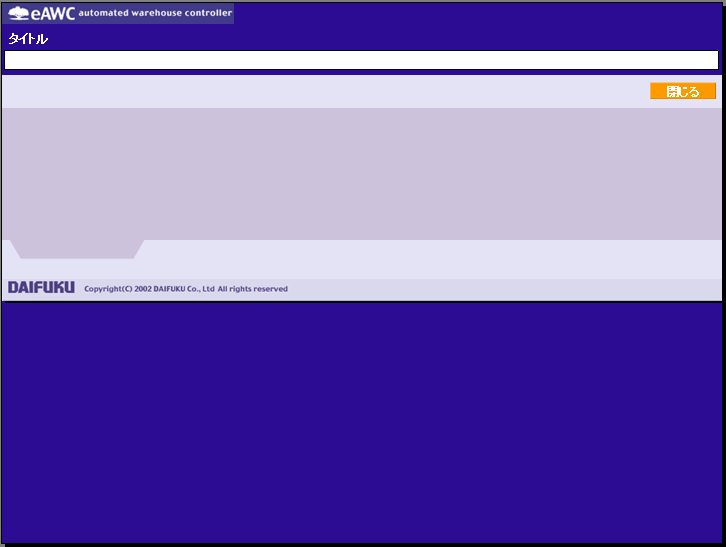 eAWC automated warehouse controller
タイトル
閉じる
DAIFUKU Copyright(C) 2002 DAIFUKU Co., Ltd All rights reserved